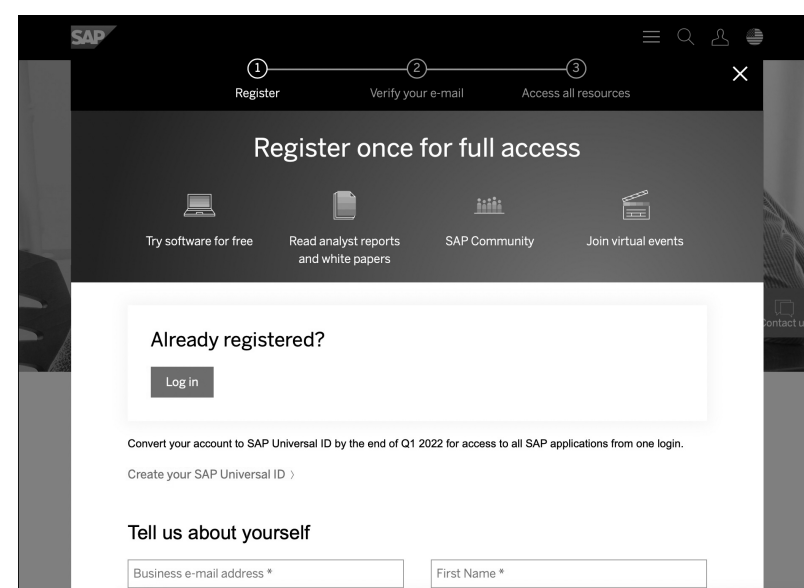 SAP
1 2 3
Register Verify your e-mail Access all resources
Register once for full access
Try software for free Read analyst reports and white papers SAP Community Join virtual events
Contact u
Already registered?
Log in
Convert your account to SAP Universal ID by the end of Q1 2022 for access to all SAP applications from one login.
Create your SAP Universal ID
Tell us about yourself
Business e-mail address * First Name *